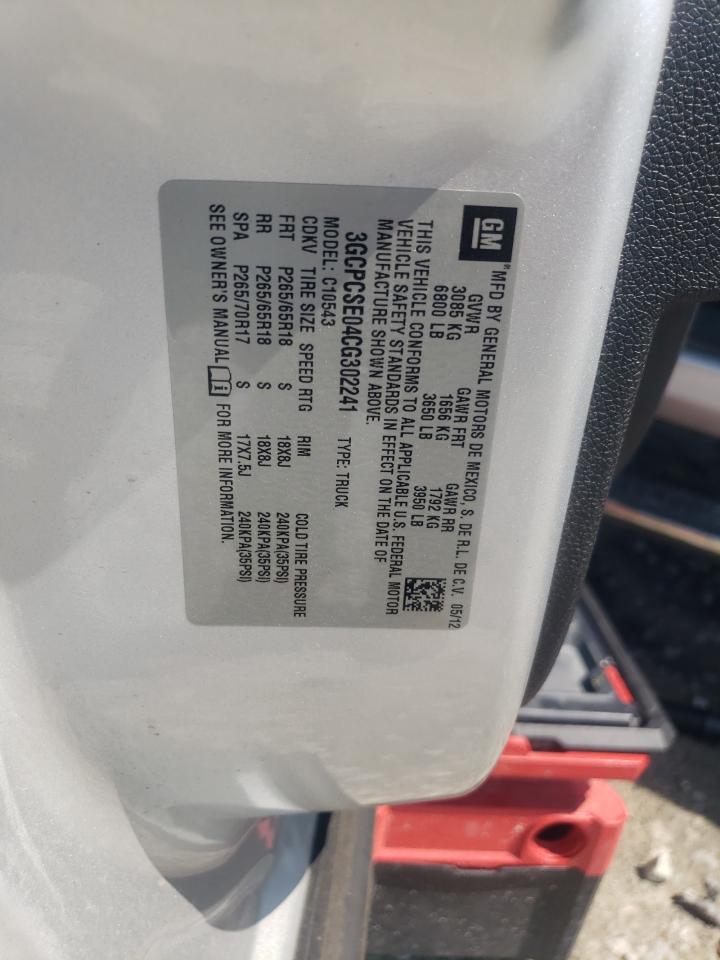 GM ®MFD BY GENERAL MOTORS DE MEXICO, S. DE R.L. DE C.V. 05/12
GVWR GAWR FRT GAWR RR
3085 KG 1656 KG 1792 KG
6800 LB 3650 LB 3950 LB
THIS VEHICLE CONFORMS TO ALL APPLICABLE U.S. FEDERAL MOTOR
VEHICLE SAFETY STANDARDS IN EFFECT ON THE DATE OF
MANUFACTURE SHOWN ABOVE.
3GCPCSE04CG302241 TYPE: TRUCK
MODEL: C10543
CDKV TIRE SIZE SPEED RTG RIM COLD TIRE PRESSURE
FRT P265/65R18 S 18X8J 240KPA(35PSI)
RR P265/65R18 S 18X8J 240KPA(35PSI)
SPA P265/70R17 S 17X7.5J 240KPA(35PSI)
SEE OWNER'S MANUAL i FOR MORE INFORMATION.